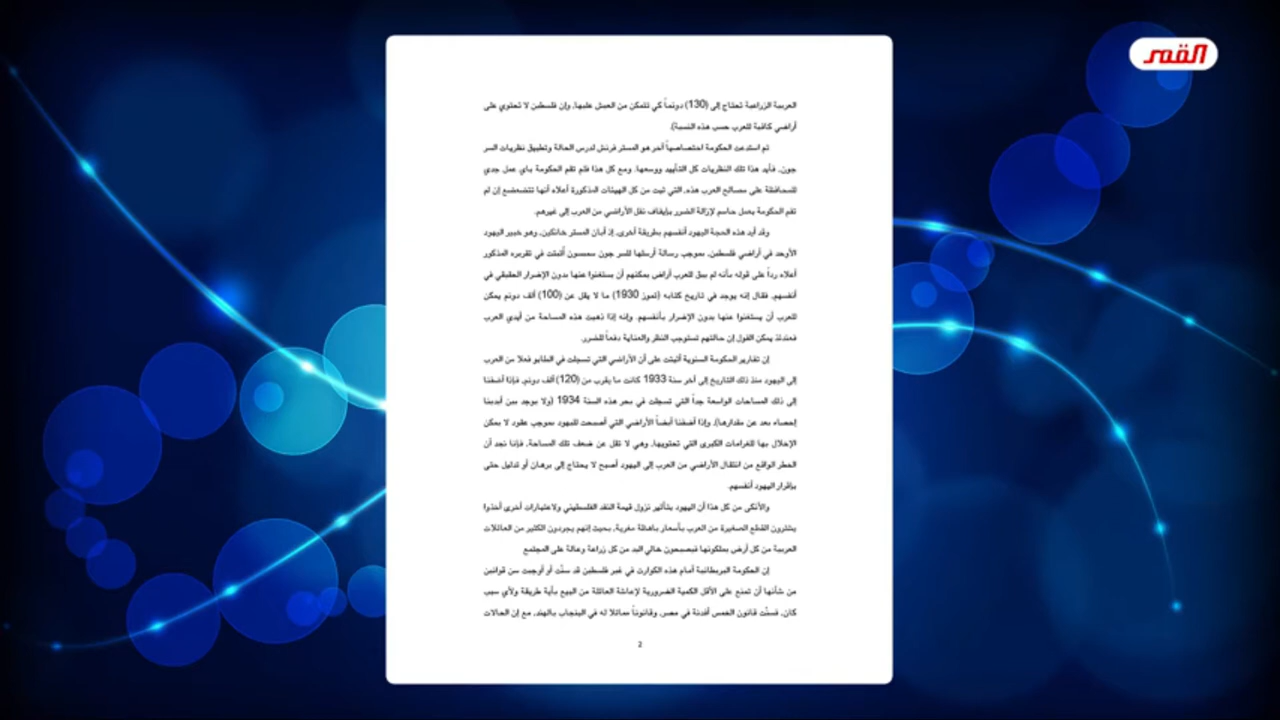 القمر
العربية الزراعية تحتاج إلى (130) دونماً كي تتمكن من العمل عليها، وإن فلسطين لا تحتوي على
أراضي كافية للعرب حسب هذه النسبة).
ثم استدعت الحكومة اختصاصياً آخر هو المستر فرنش لدرس الحالة وتطبيق نظريات السر
جون، فأيد هذا تلك النظريات كل التأييد ووسعها. ومع كل هذا فلم تقم الحكومة باي عمل جدي
للمحافظة على مصالح العرب هذه، التي ثبت من كل الهيئات المذكورة أعلاه أنها تتضعضع إن لم
تقم الحكومة بعمل حاسم لإزالة الضرر بإيقاف نقل الأراضي من العرب إلى غيرهم.
وقد أيد هذه الحجة اليهود أنفسهم بطريقة أخرى، إذ أبان المستر خانكين، وهو خبير اليهود
الأوحد في أراضي فلسطين، بموجب رسالة أرسلها للسر جون سمسون أثبتت في تقريره المذكور
أعلاه رداً على قوله بأنه لم يبق للعرب أراض يمكنهم أن يستغنوا عنها بدون الإضرار الحقيقي في
أنفسهم. فقال إنه يوجد في تاريخ كتابه (تموز 1930) ما لا يقل عن (100) ألف دونم يمكن
للعرب أن يستغنوا عنها بدون الإضرار بأنفسهم. وإنه إذا ذهبت هذه المساحة من أيدي العرب
فعندئذ يمكن القول إن حالتهم تستوجب النظر والعناية دفعاً للضرر.
إن تقارير الحكومة السنوية أثبتت على أن الأراضي التي تسجلت في الطابو فعلا من العرب
إلى اليهود منذ ذلك التاريخ إلى آخر سنة 1933 كانت ما يقرب من (120) ألف دونم، فإذا أضفنا
إلى ذلك المساحات الواسعة جداً التي تسجلت في بحر هذه السنة 1934 (ولا يوجد بين أيدينا
إحصاء بعد عن مقدارها)، وإذا أضفنا أيضاً الأراضي التي أصبحت لليهود بموجب عقود لا يمكن
الإخلال بها للغرامات الكبرى التي تحتويها، وهي لا تقل عن ضعف تلك المساحة، فإننا نجد أن
الخطر الواقع من انتقال الأراضي من العرب إلى اليهود أصبح لا يحتاج إلى برهان أو تدليل حتى
بإقرار اليهود أنفسهم.
والأنكى من كل هذا أن اليهود بتأثير نزول قيمة النقد الفلسطيني ولاعتبارات أخرى أخذوا
يشترون القطع الصغيرة من العرب بأسعار باهظة مغرية، بحيث إنهم يجردون الكثير من العائلات
العربية من كل أرض يملكونها فيصبحون خالي اليد من كل زراعة وعالة على المجتمع
إن الحكومة البريطانية أمام هذه الكوارث في غير فلسطين قد سنّت أو أوجبت سن قوانين
من شأنها أن تمنع على الأقل الكمية الضرورية لإعاشة العائلة من البيع بأية طريقة ولأي سبب
كان، فسنّت قانون الخمس أفدنة في مصر، وقانوناً مماثلا له في البنجاب بالهند، مع إن الحالات
2